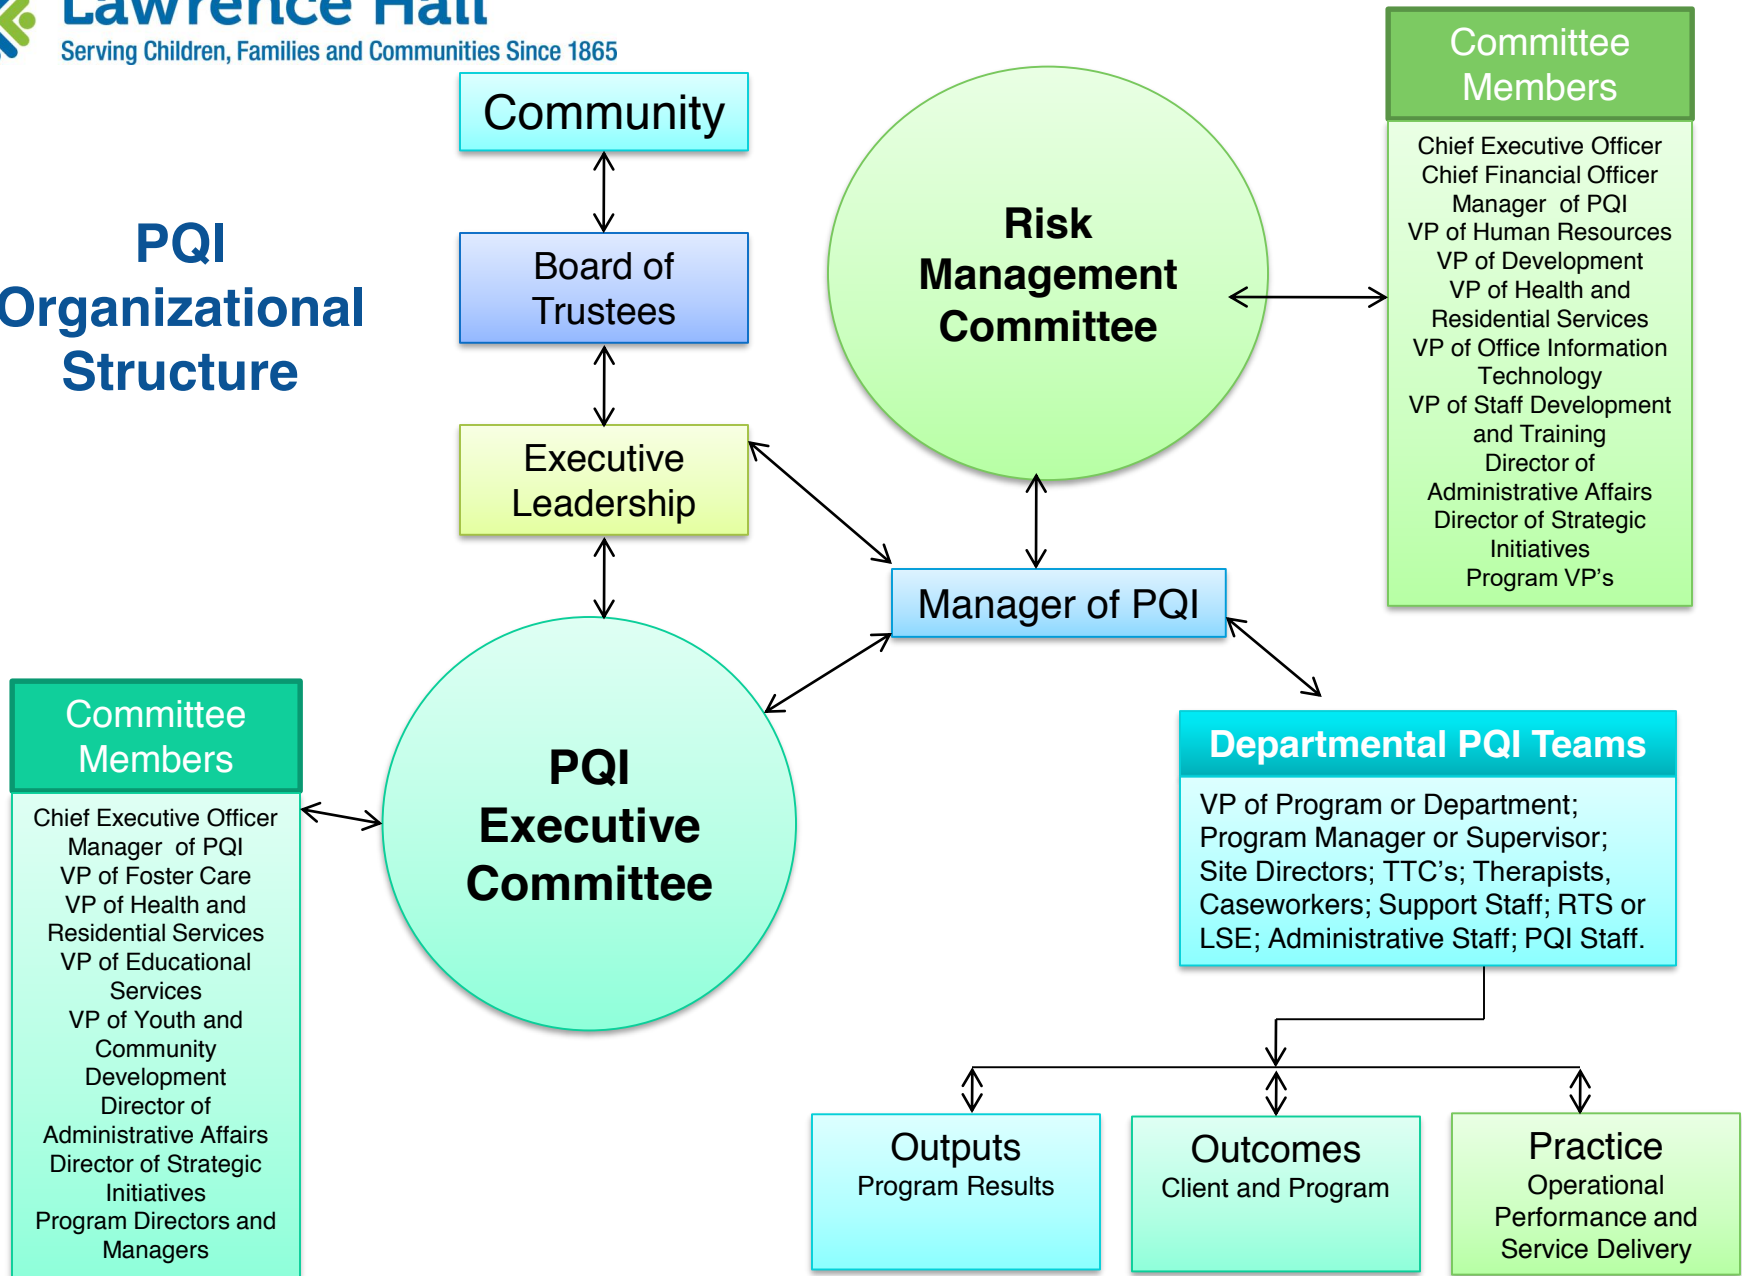 Lawrence Hall
Serving Children, Families and Communities Since 1865
PQI
Organizational
Structure
Community
Board of
Trustees
Executive
Leadership
Risk
Management
Committee
Committee
Members
Chief Executive Officer
Chief Financial Officer
Manager  of PQI
VP of Human Resources
VP of Development
VP of Health and
Residential Services
VP of Office Information
Technology
VP of Staff Development
and Training
Director of
Administrative Affairs
Director of Strategic
Initiatives
Program VP’s
Manager of PQI
Committee
Members
Chief Executive Officer
Manager  of PQI
VP of Foster Care
VP of Health and
Residential Services
VP of Educational
Services
VP of Youth and
Community
Development
Director of
Administrative Affairs
Director of Strategic
Initiatives
Program Directors and
Managers
PQI
Executive
Committee
Departmental PQI Teams
VP of Program or Department;
Program Manager or Supervisor;
Site Directors; TTC’s; Therapists,
Caseworkers; Support Staff; RTS or
LSE; Administrative Staff; PQI Staff.
Outputs
Program Results
Outcomes
Client and Program
Practice
Operational
Performance and
Service Delivery